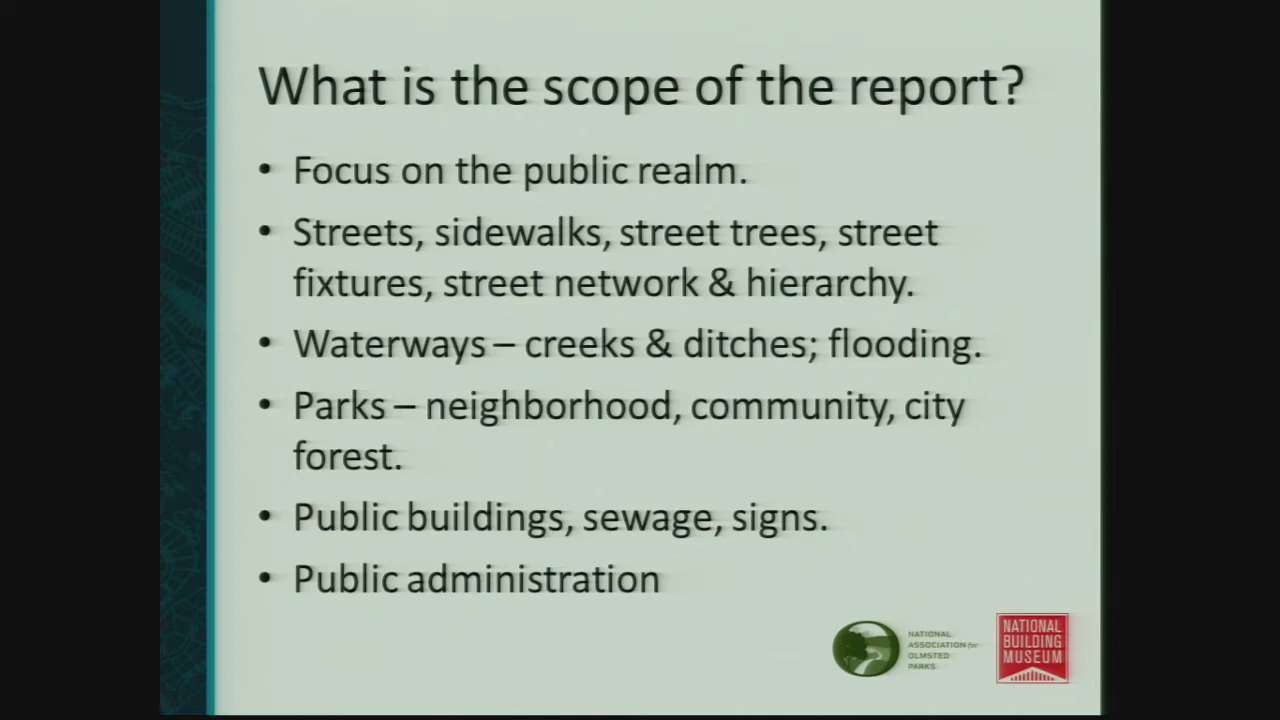 What is the scope of the report?
• Focus on the public realm.
• Streets, sidewalks, street trees, street
fixtures, street network & hierarchy.
• Waterways – creeks & ditches; flooding.
• Parks – neighborhood, community, city
forest.
• Public buildings, sewage, signs.
• Public administration
NATIONAL
ASSOCIATION for
OLMSTED
PARKS
NATIONAL
BUILDING
MUSEUM